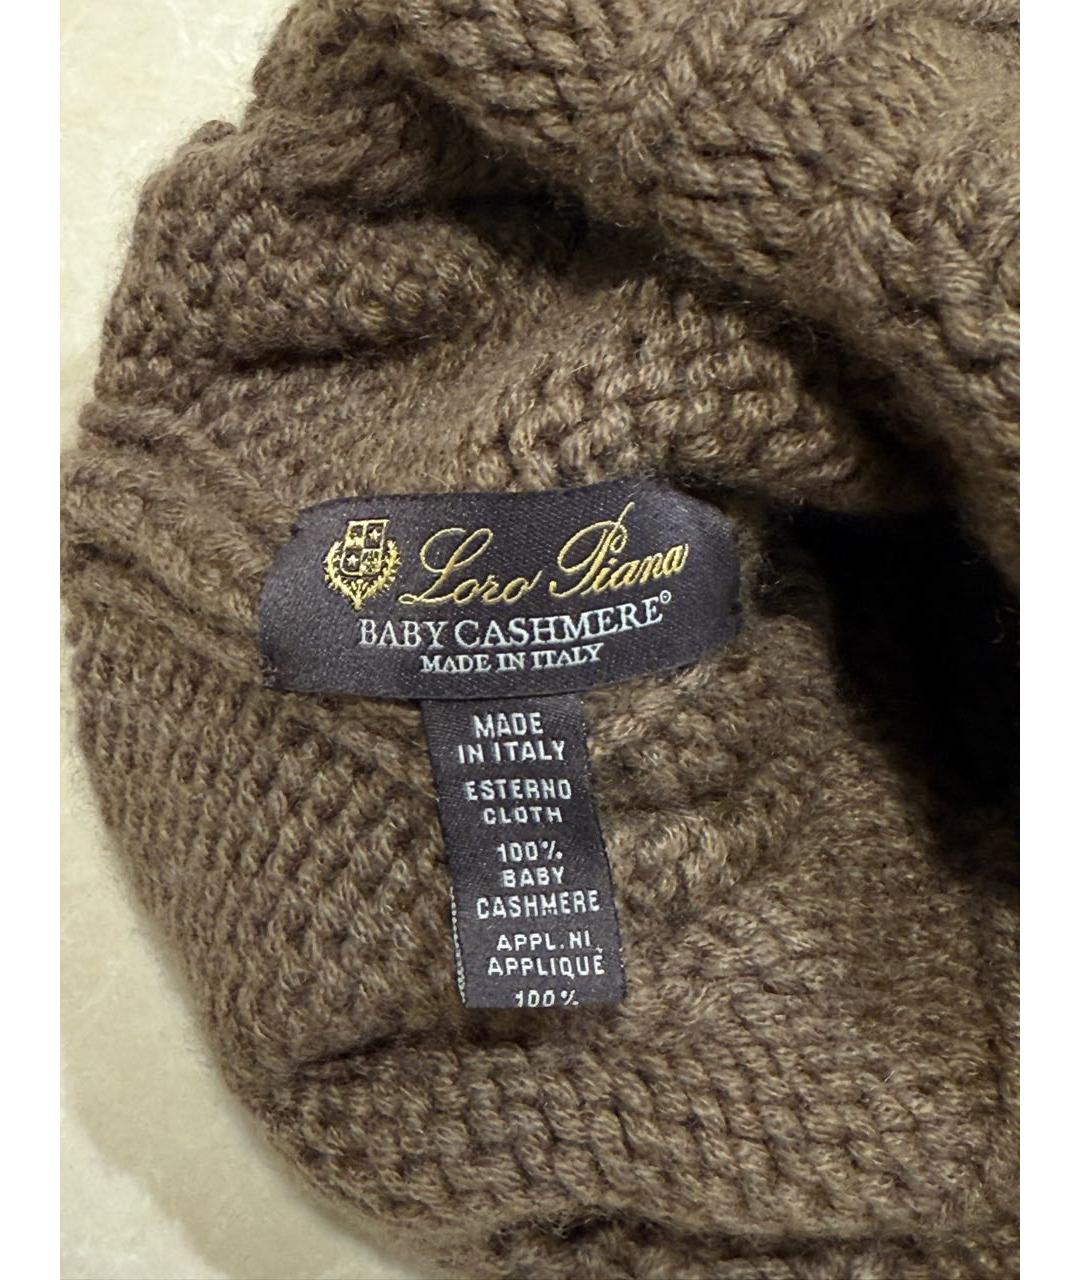 Loro Piana
BABY CASHMERE®
MADE IN ITALY
MADE
IN ITALY
ESTERNO
CLOTH
100%
BABY
CASHMERE
APPL.NI
APPLIQUÉ
100%